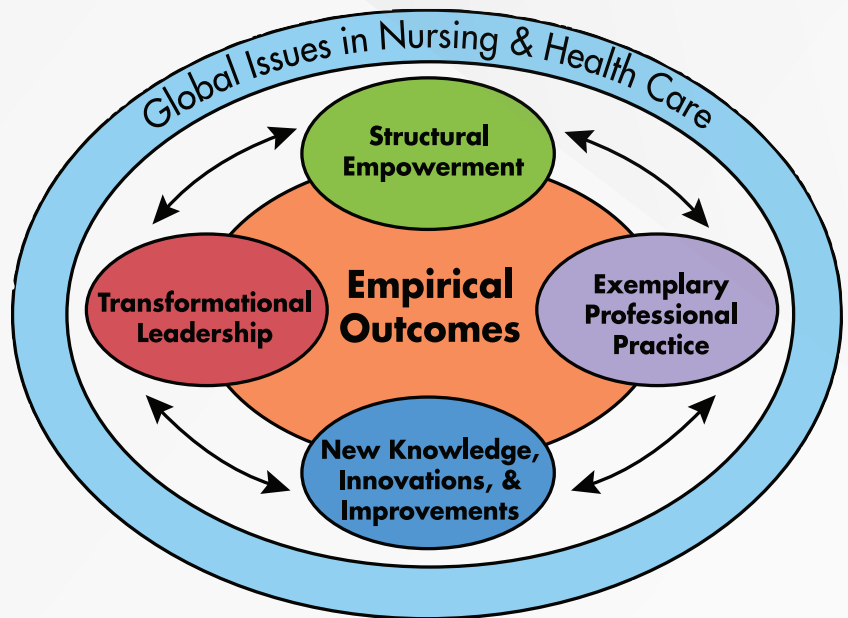 Global Issues in Nursing & Health Care
Structural
Empowerment
Transformational
Leadership
Empirical
Outcomes
Exemplary
Professional
Practice
New Knowledge,
Innovations, &
Improvements